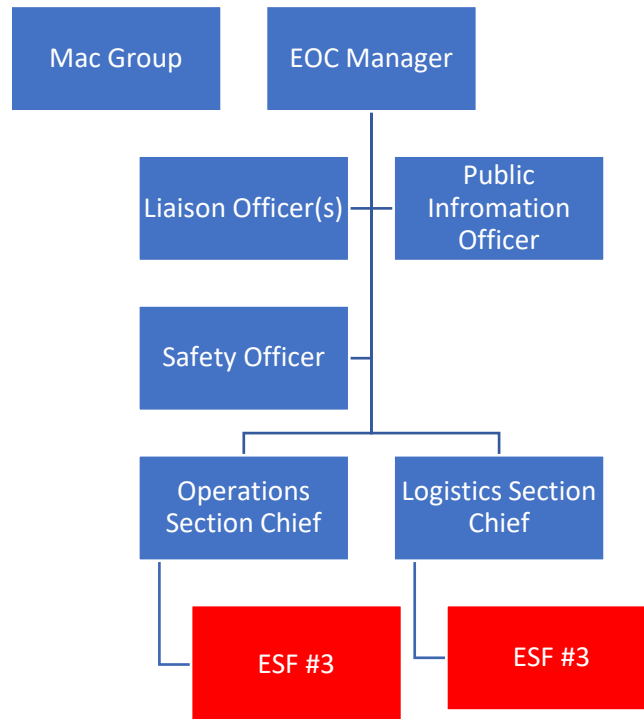 Mac Group
EOC Manager
Liaison Officer(s)
Public
Infromation
Officer
Safety Officer
Operations
Section Chief
Logistics Section
Chief
ESF #3
ESF #3